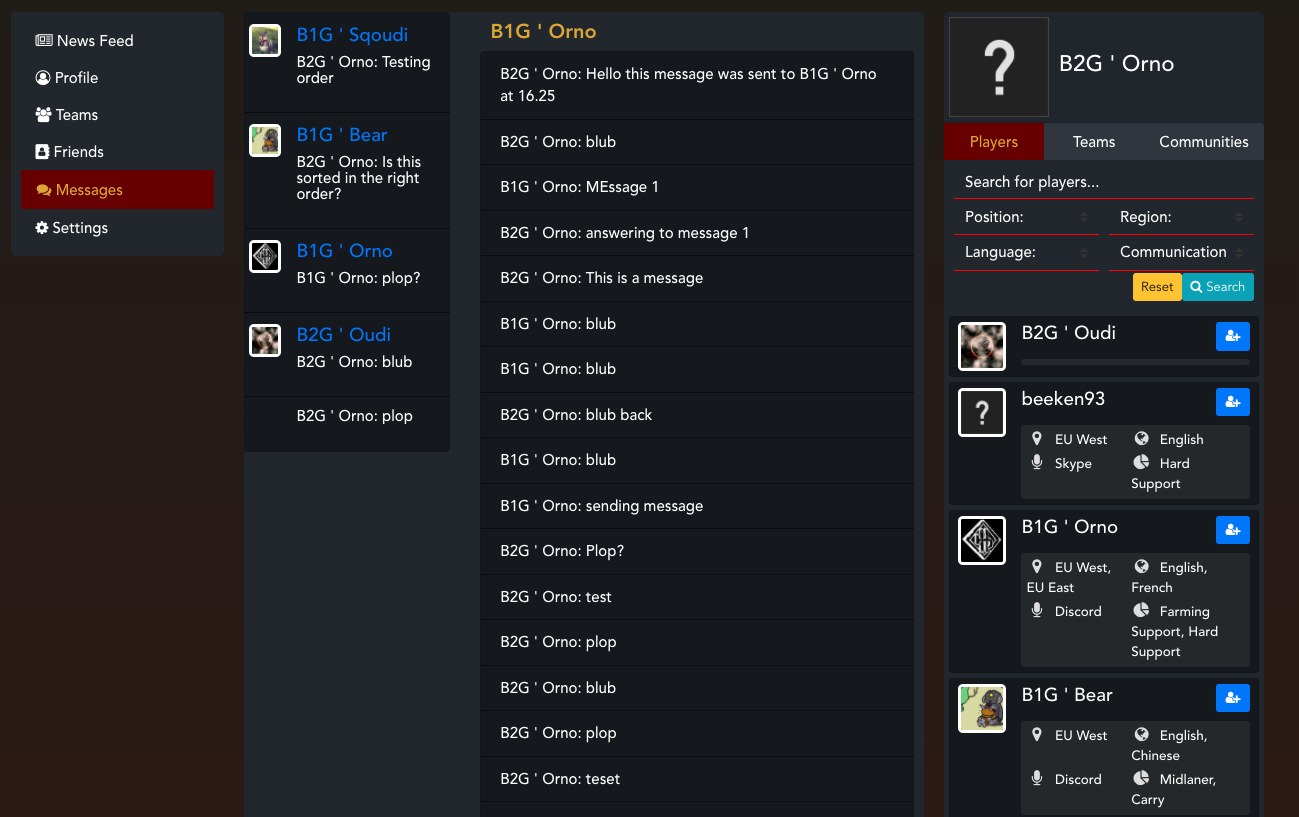 News Feed
Profile
Teams
Friends
Messages
Settings
B1G ' Sqoudi
B2G ' Orno: Testing
order
B1G ' Bear
B2G ' Orno: Is this
sorted in the right
order?
B1G ' Orno
B1G ' Orno: plop?
B2G ' Oudi
B2G ' Orno: blub
B2G ' Orno: plop
B1G ' Orno
B2G ' Orno: Hello this message was sent to B1G ' Orno
at 16.25
B2G ' Orno: blub
B1G ' Orno: MEssage 1
B2G ' Orno: answering to message 1
B2G ' Orno: This is a message
B1G ' Orno: blub
B1G ' Orno: blub
B2G ' Orno: blub back
B1G ' Orno: blub
B1G ' Orno: sending message
B2G ' Orno: Plop?
B2G ' Orno: test
B2G ' Orno: plop
B2G ' Orno: blub
B2G ' Orno: plop
B2G ' Orno: teset
?
B2G ' Orno
Players Teams Communities
Search for players...
Position: Region:
Language: Communication
Reset Search
B2G ' Oudi
?
beeken93
EU West English
Skype Hard
Support
B1G ' Orno
EU West, English,
EU East French
Discord Farming
Support, Hard
Support
B1G ' Bear
EU West English,
Chinese
Discord Midlaner,
Carry